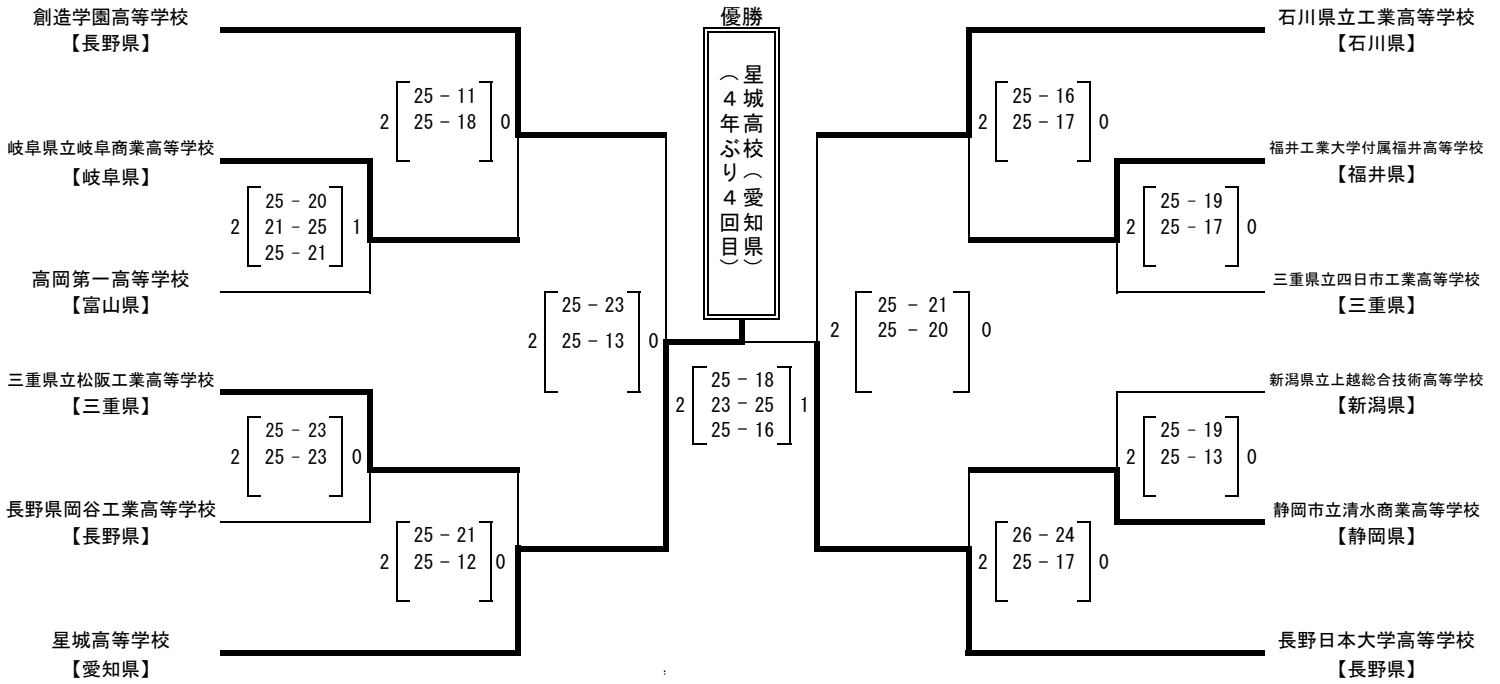 創造学園高等学校
【長野県】
2 25 － 11 0
25 － 18
岐阜県立岐阜商業高等学校
【岐阜県】
25 － 20
2 21 － 25 1
25 － 21
高岡第一高等学校
【富山県】
25 － 23
2 25 － 13 0
三重県立松阪工業高等学校
【三重県】
25 － 23
2 25 － 23 0
長野県岡谷工業高等学校
【長野県】
25 － 21
2 25 － 12 0
星城高等学校
【愛知県】
優勝
星城高校（愛知県）
（４年ぶり４回目）
25 － 18
2 23 － 25 1
25 － 16
石川県立工業高等学校
【石川県】
25 － 16
2 25 － 17 0
福井工業大学付属福井高等学校
【福井県】
25 － 19
2 25 － 17 0
三重県立四日市工業高等学校
【三重県】
25 － 21
2 25 － 20 0
新潟県立上越総合技術高等学校
【新潟県】
25 － 19
2 25 － 13 0
静岡市立清水商業高等学校
【静岡県】
26 － 24
2 25 － 17 0
長野日本大学高等学校
【長野県】